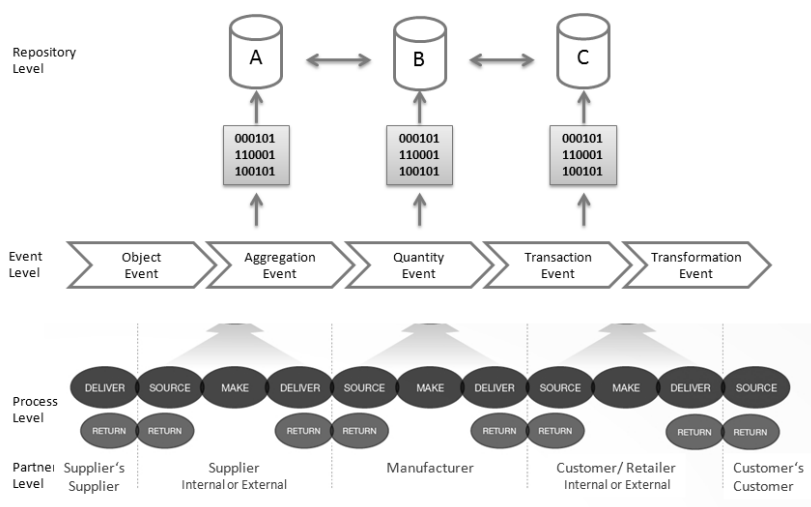 Repository
Level
A
B
C
000101
110001
100101
000101
110001
100101
000101
110001
100101
Event
Level
Object
Event
Aggregation
Event
Quantity
Event
Transaction
Event
Transformation
Event
Process
Level
DELIVER SOURCE MAKE DELIVER SOURCE MAKE DELIVER SOURCE MAKE DELIVER SOURCE
RETURN RETURN RETURN RETURN RETURN RETURN RETURN RETURN
Partner
Level
Supplier‘s
Supplier
Supplier
Internal or External
Manufacturer
Customer/ Retailer
Internal or External
Customer‘s
Customer